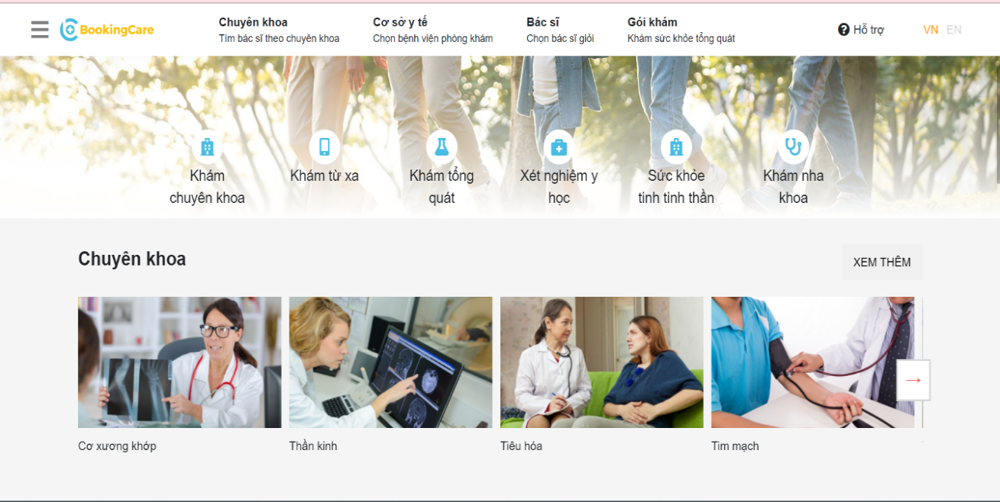 BookingCare
Chuyên khoa
Tìm bác sĩ theo chuyên khoa
Cơ sở y tế
Chọn bệnh viện phòng khám
Bác sĩ
Chọn bác sĩ giỏi
Gói khám
Khám sức khỏe tổng quát
Hỗ trợ
VN EN
Khám
chuyên khoa
Khám từ xa
Khám tổng
quát
Xét nghiệm y
học
Sức khỏe
tinh tinh thần
Khám nha
khoa
Chuyên khoa
XEM THÊM
Cơ xương khớp
Thần kinh
Tiêu hóa
Tim mạch